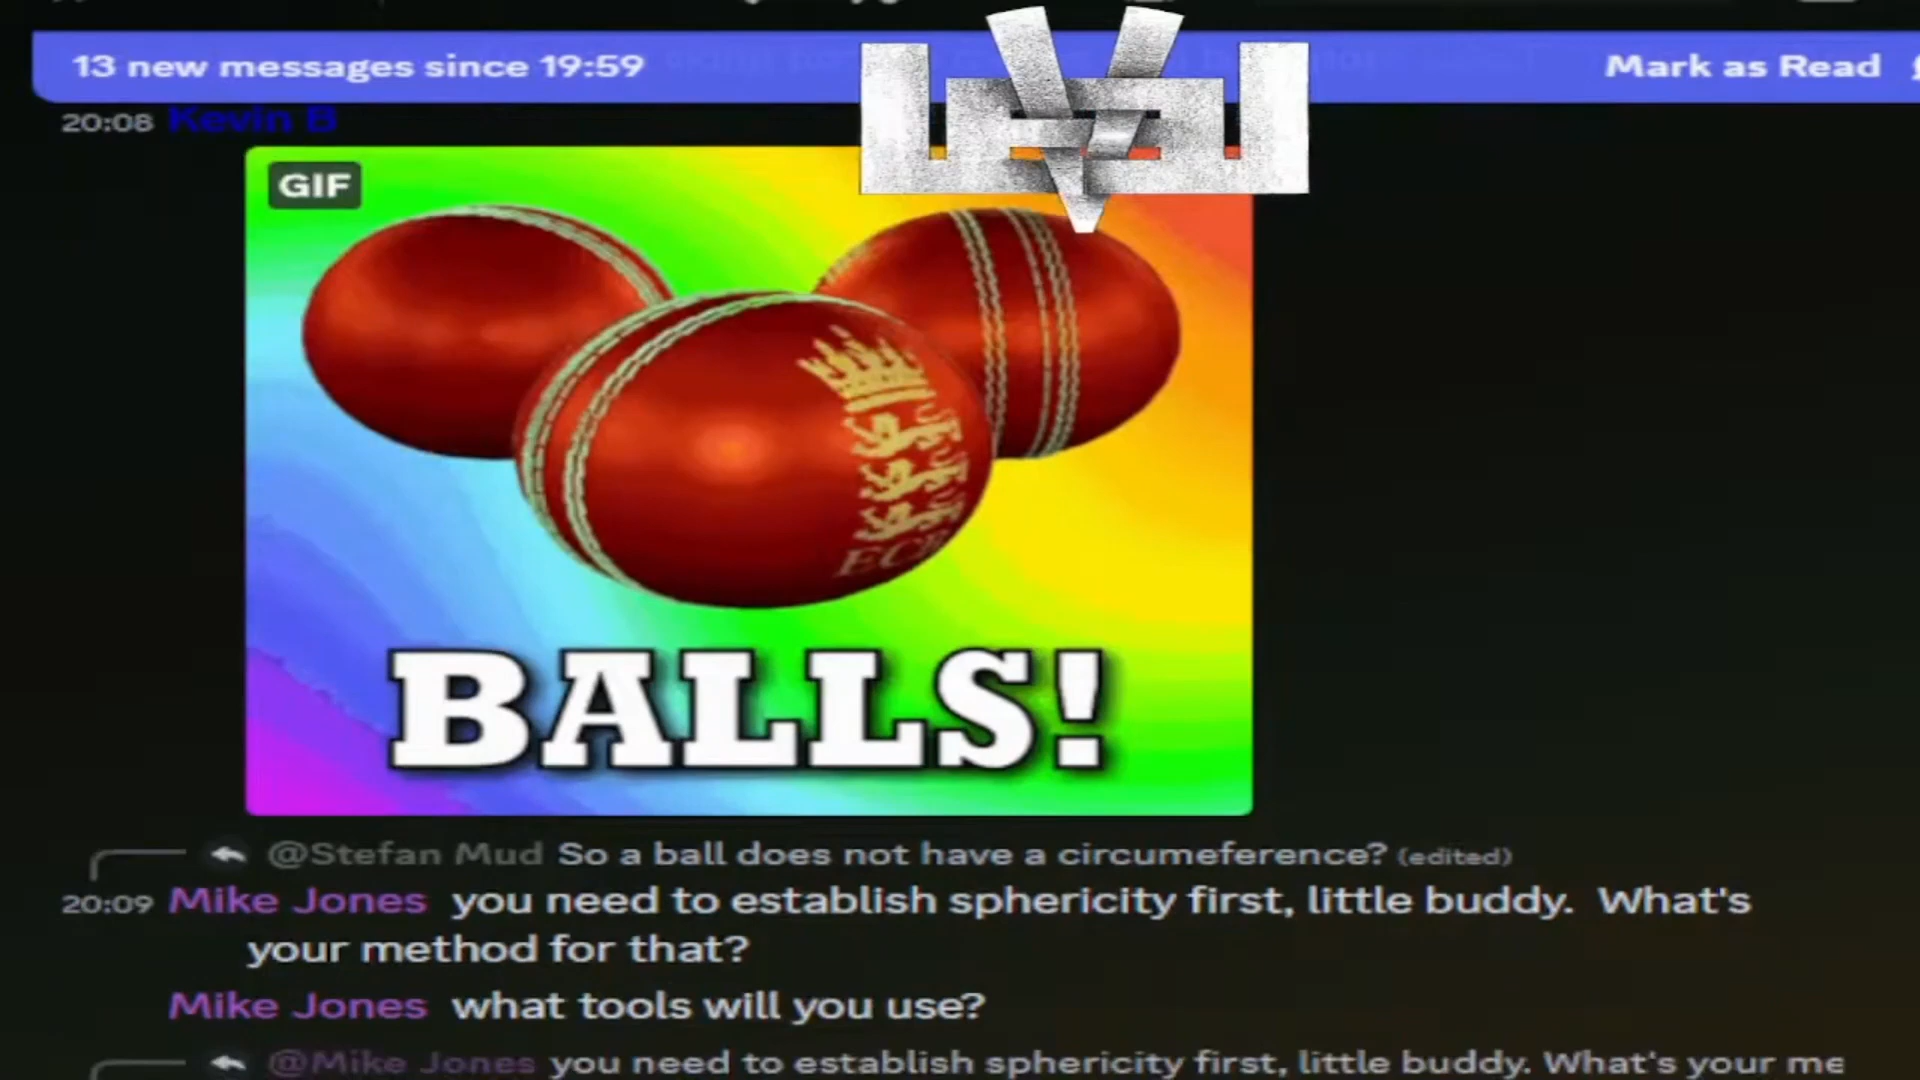 13 new messages since 19:59
Mark as Read
20:08 Kevin B
GIF
ECB
BALLS!
@Stefan Mud So a ball does not have a circumeference? (edited)
20:09 Mike Jones you need to establish sphericity first, little buddy. What's
your method for that?
Mike Jones what tools will you use?
@Mike Jones you need to establish sphericity first, little buddy. What's your me